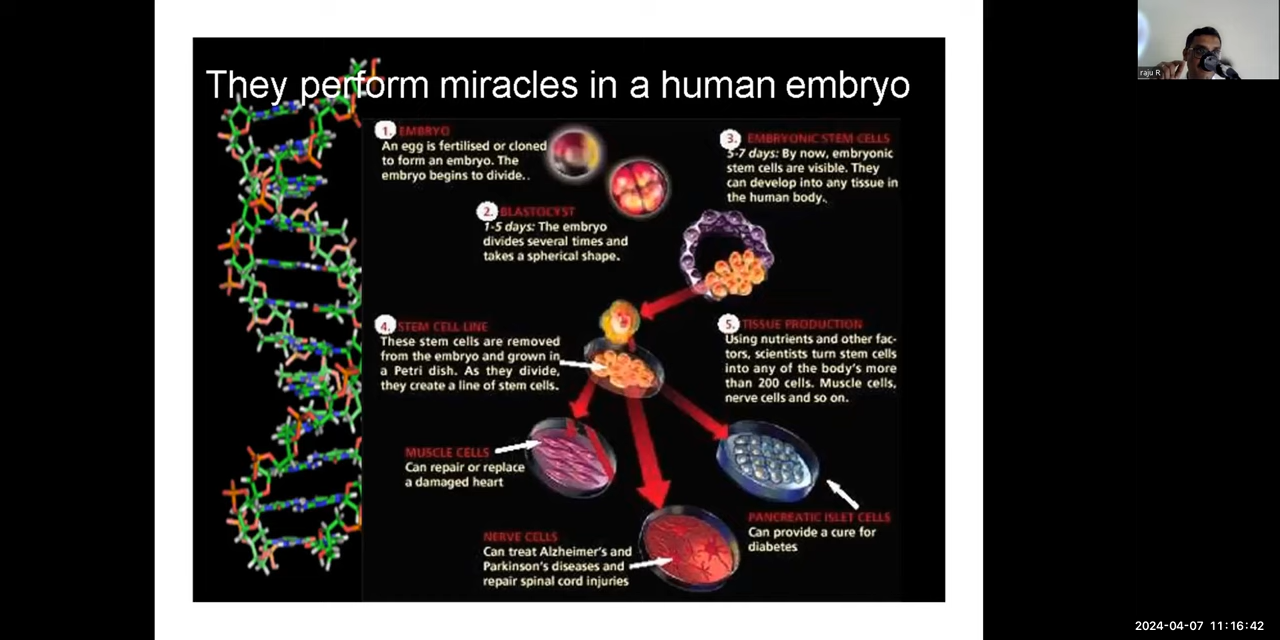 They perform miracles in a human embryo
1. EMBRYO
An egg is fertilised or cloned
to form an embryo. The
embryo begins to divide..
2. BLASTOCYST
1-5 days: The embryo
divides several times and
takes a spherical shape.
3. EMBRYONIC STEM CELLS
5-7 days: By now, embryonic
stem cells are visible. They
can develop into any tissue in
the human body..
4. STEM CELL LINE
These stem cells are removed
from the embryo and grown in
a Petri dish. As they divide,
they create a line of stem cells.
5. TISSUE PRODUCTION
Using nutrients and other fac-
tors, scientists turn stem cells
into any of the body's more
than 200 cells. Muscle cells,
nerve cells and so on.
MUSCLE CELLS
Can repair or replace
a damaged heart
NERVE CELLS
Can treat Alzheimer's and
Parkinson's diseases and
repair spinal cord injuries
PANCREATIC ISLET CELLS
Can provide a cure for
diabetes
raju R
2024-04-07 11:16:42